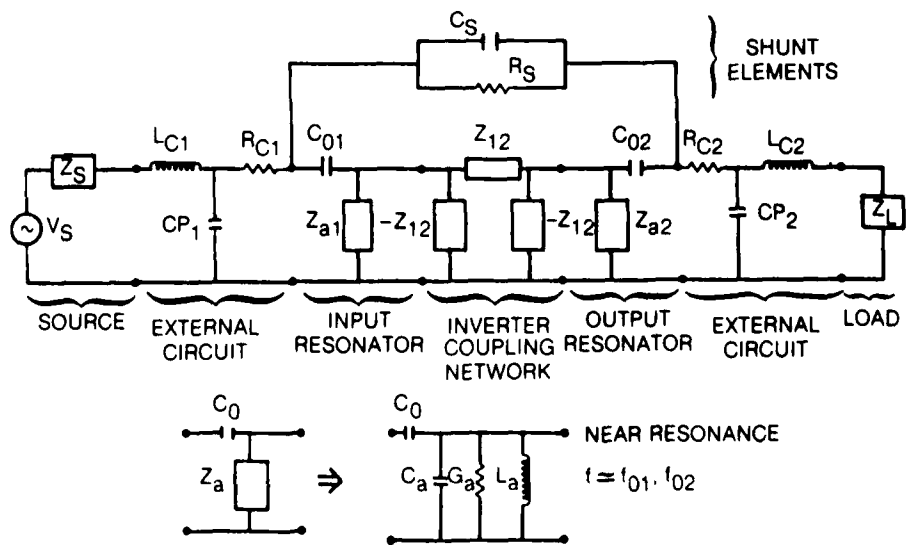 C_S
R_S
SHUNT
ELEMENTS
L_C1
R_C1
C_01
Z_12
C_02
R_C2
L_C2
Z_S
V_S
CP_1
Z_a1
-Z_12
-Z_12
Z_a2
CP_2
Z_L
SOURCE
EXTERNAL
CIRCUIT
INPUT
RESONATOR
INVERTER
COUPLING
NETWORK
OUTPUT
RESONATOR
EXTERNAL
CIRCUIT
LOAD
C_0
Z_a
⇒
C_0
C_a
G_a
L_a
NEAR RESONANCE
f ≃ f_01, f_02